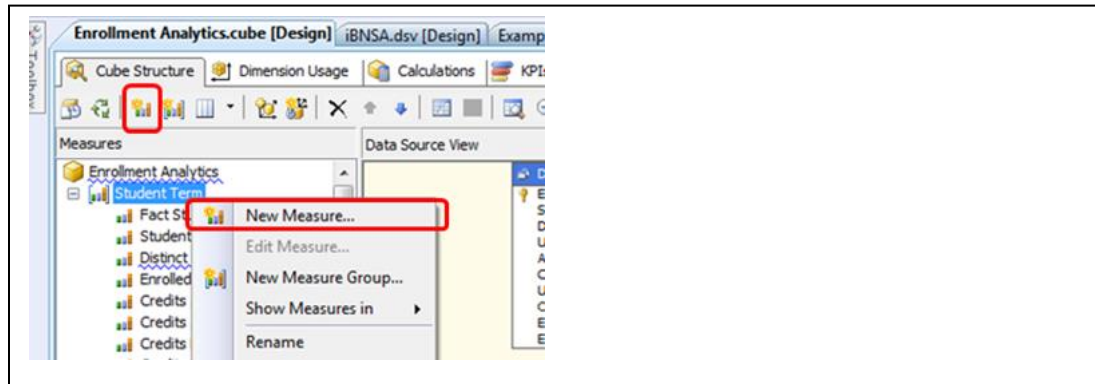 Enrollment Analytics.cube [Design] iBNSA.dsv [Design] Examp
Toolbox
Cube Structure Dimension Usage Calculations KPIs
Measures Data Source View
Enrollment Analytics
Student Term
Fact St
New Measure...
Student
Edit Measure...
Distinct
Enrolled
New Measure Group...
Credits
Show Measures in
Credits
Credits
Rename